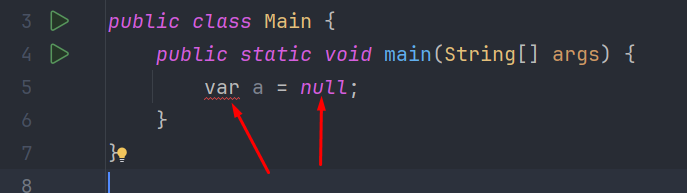 3 public class Main {
4 public static void main(String[] args) {
5 var a = null;
6 }
7 }
8